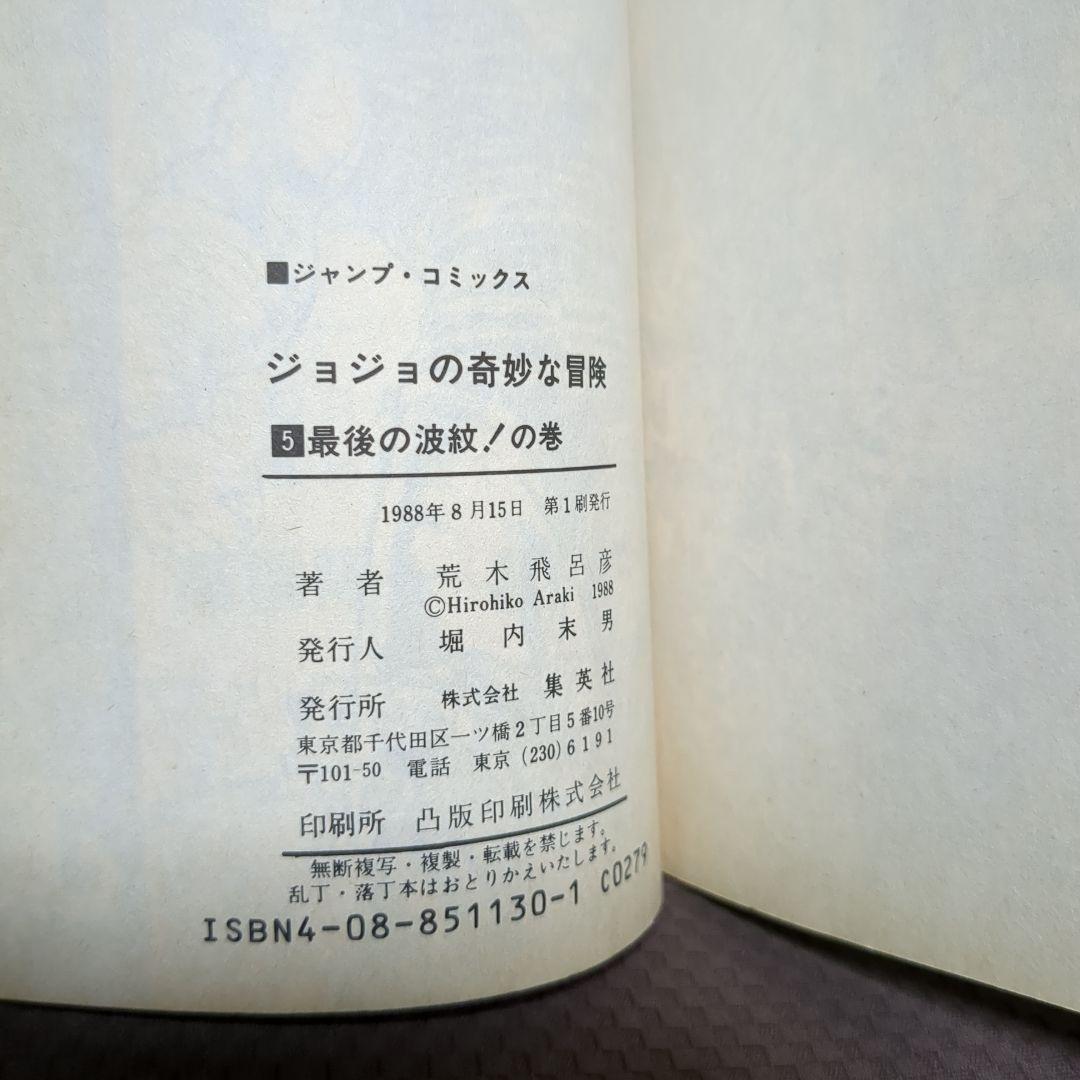 ■ジャンプ・コミックス
ジョジョの奇妙な冒険
5最後の波紋!の巻
1988年8月15日 第1刷発行
著者 荒木飛呂彦
©Hirohiko Araki 1988
発行人 堀内末男
発行所 株式会社 集英社
東京都千代田区一ツ橋2丁目5番10号
〒101-50 電話 東京(230)6191
印刷所 凸版印刷株式会社
無断複写・複製・転載を禁じます。
乱丁・落丁本はおとりかえいたします。
ISBN4-08-851130-1 C0279